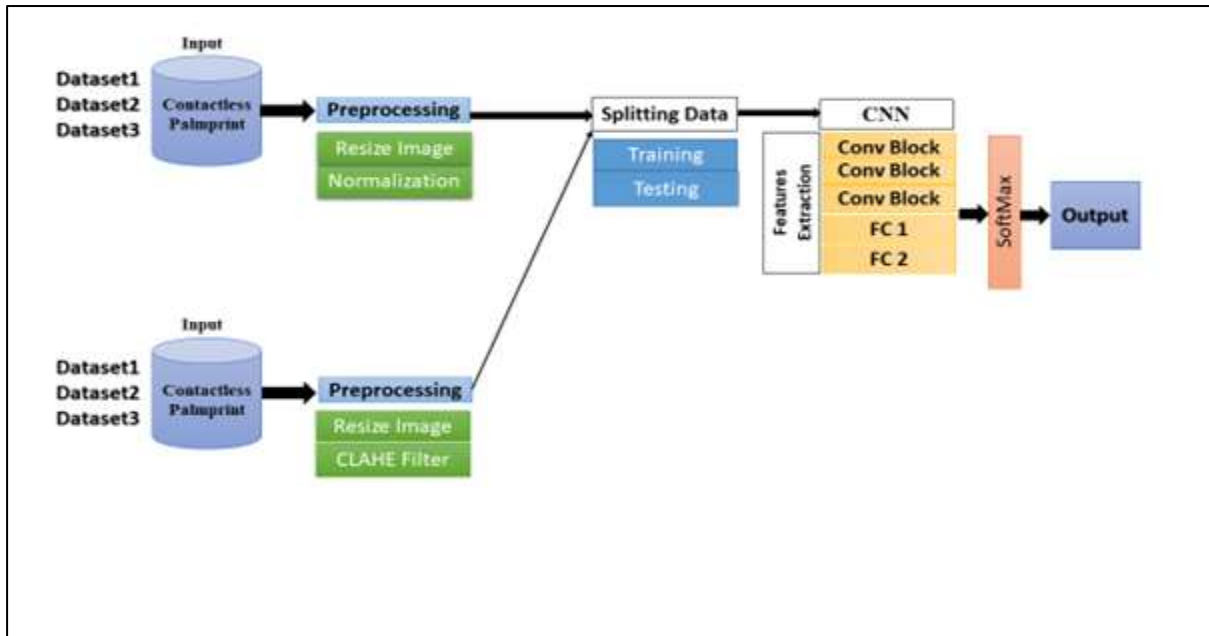 Input
Dataset1
Dataset2
Dataset3
Contactless
Palmprint
Preprocessing
Resize Image
Normalization
Splitting Data
Training
Testing
CNN
Features
Extraction
Conv Block
Conv Block
Conv Block
FC 1
FC 2
SoftMax
Output
Input
Dataset1
Dataset2
Dataset3
Contactless
Palmprint
Preprocessing
Resize Image
CLAHE Filter